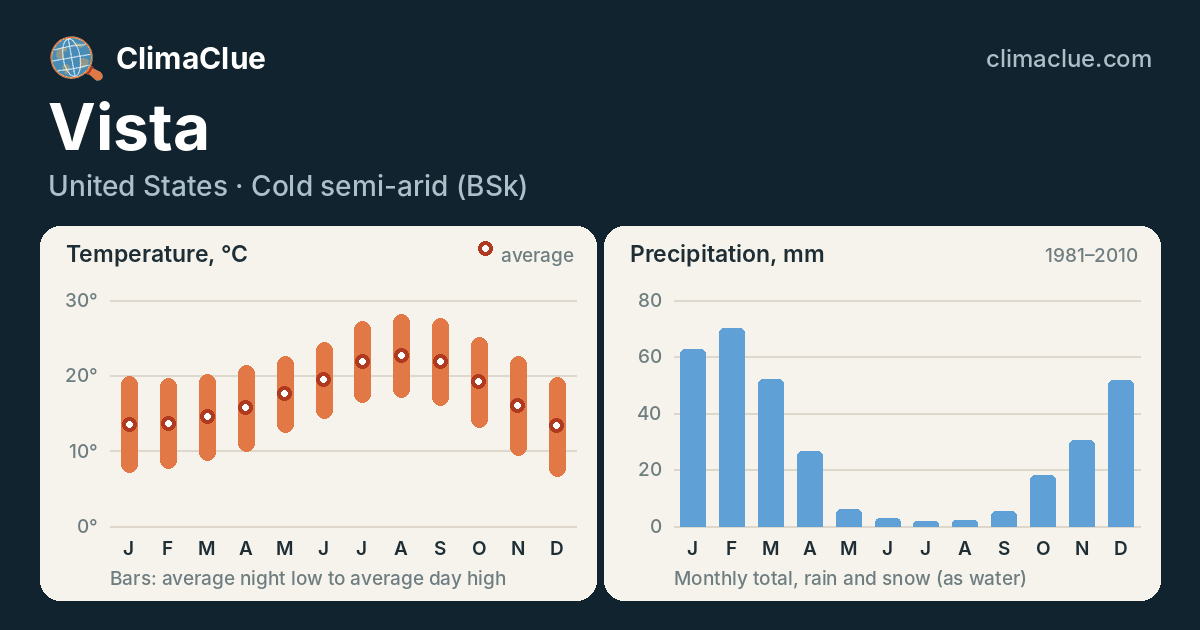 ClimaClue
climaclue.com
Vista
United States · Cold semi-arid (BSk)
Temperature, °C
average
30°
20°
10°
0°
J F M A M J J A S O N D
Bars: average night low to average day high
Precipitation, mm
1981–2010
80
60
40
20
0
J F M A M J J A S O N D
Monthly total, rain and snow (as water)